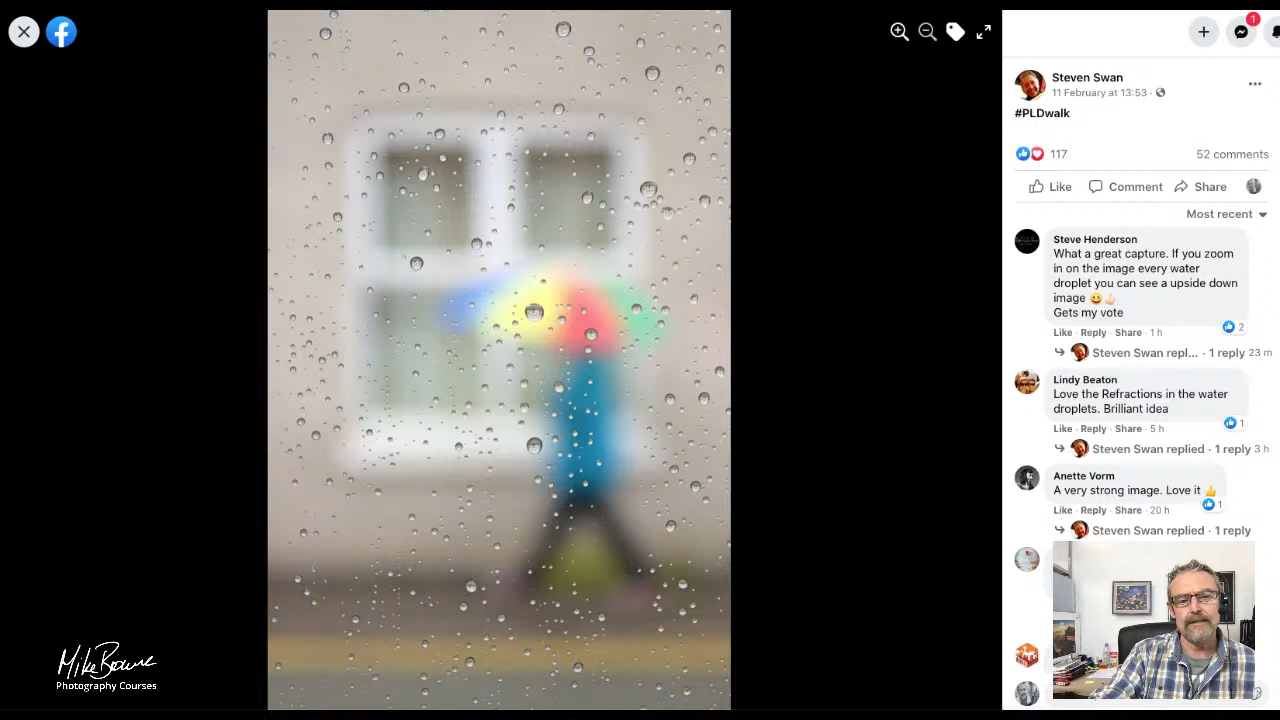 1
Steven Swan
11 February at 13:53 ·
#PLDwalk
117 52 comments
Like Comment Share
Most recent
Steve Henderson
What a great capture. If you zoom
in on the image every water
droplet you can see a upside down
image
Gets my vote
2
Like · Reply · Share · 1 h
Steven Swan repl... · 1 reply 23 m
Lindy Beaton
Love the Refractions in the water
droplets. Brilliant idea
1
Like · Reply · Share · 5 h
Steven Swan replied · 1 reply 3 h
Anette Vorm
A very strong image. Love it
1
Like · Reply · Share · 20 h
Steven Swan replied · 1 reply
Mike Browne
Photography Courses